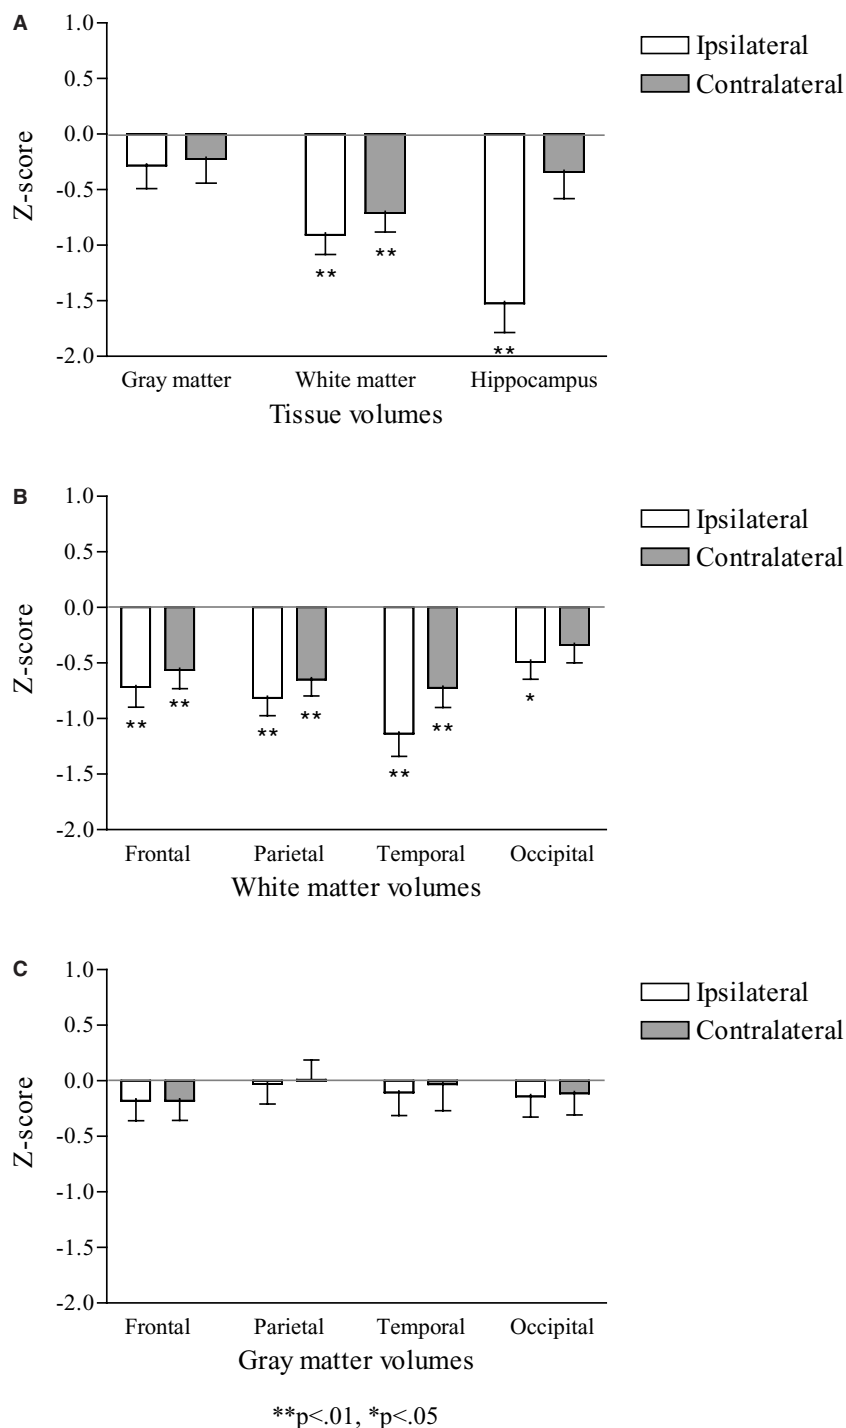 A
1.0
0.5
0.0
-0.5
-1.0
-1.5
-2.0
Z-score
Ipsilateral
Contralateral
**
**
**
Gray matter White matter Hippocampus
Tissue volumes
B
1.0
0.5
0.0
-0.5
-1.0
-1.5
-2.0
Z-score
Ipsilateral
Contralateral
**
**
**
**
**
**
*
Frontal Parietal Temporal Occipital
White matter volumes
C
1.0
0.5
0.0
-0.5
-1.0
-1.5
-2.0
Z-score
Ipsilateral
Contralateral
Frontal Parietal Temporal Occipital
Gray matter volumes
**p<.01, *p<.05